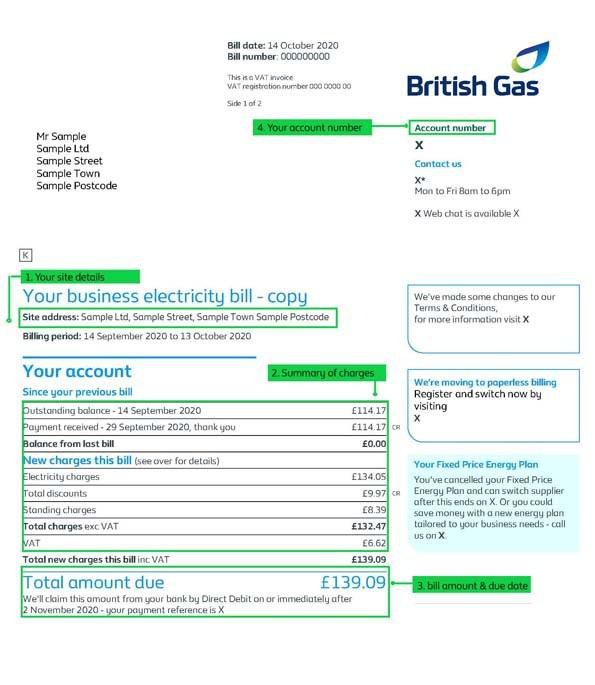 Bill date: 14 October 2020
Bill number: 000000000
This is a VAT invoice
VAT registration number 000 0000 00
Side 1 of 2
British Gas
4. Your account number
Account number
X
Contact us
X*
Mon to Fri 8am to 6pm
X Web chat is available X
Mr Sample
Sample Ltd
Sample Street
Sample Town
Sample Postcode
K
1. Your site details
Your business electricity bill - copy
Site address: Sample Ltd, Sample Street, Sample Town Sample Postcode
Billing period: 14 September 2020 to 13 October 2020
We've made some changes to our
Terms & Conditions,
for more information visit X
Your account
2. Summary of charges
Since your previous bill
Outstanding balance - 14 September 2020 £114.17
Payment received - 29 September 2020, thank you £114.17 CR
Balance from last bill £0.00
New charges this bill (see over for details)
Electricity charges £134.05
Total discounts £9.97 CR
Standing charges £8.39
Total charges exc VAT £132.47
VAT £6.62
Total new charges this bill inc VAT £139.09
Total amount due £139.09
We'll claim this amount from your bank by Direct Debit on or immediately after
2 November 2020 - your payment reference is X
3. bill amount & due date
We're moving to paperless billing
Register and switch now by
visiting
X
Your Fixed Price Energy Plan
You've cancelled your Fixed Price
Energy Plan and can switch supplier
after this ends on X. Or you could
save money with a new energy plan
tailored to your business needs - call
us on X.